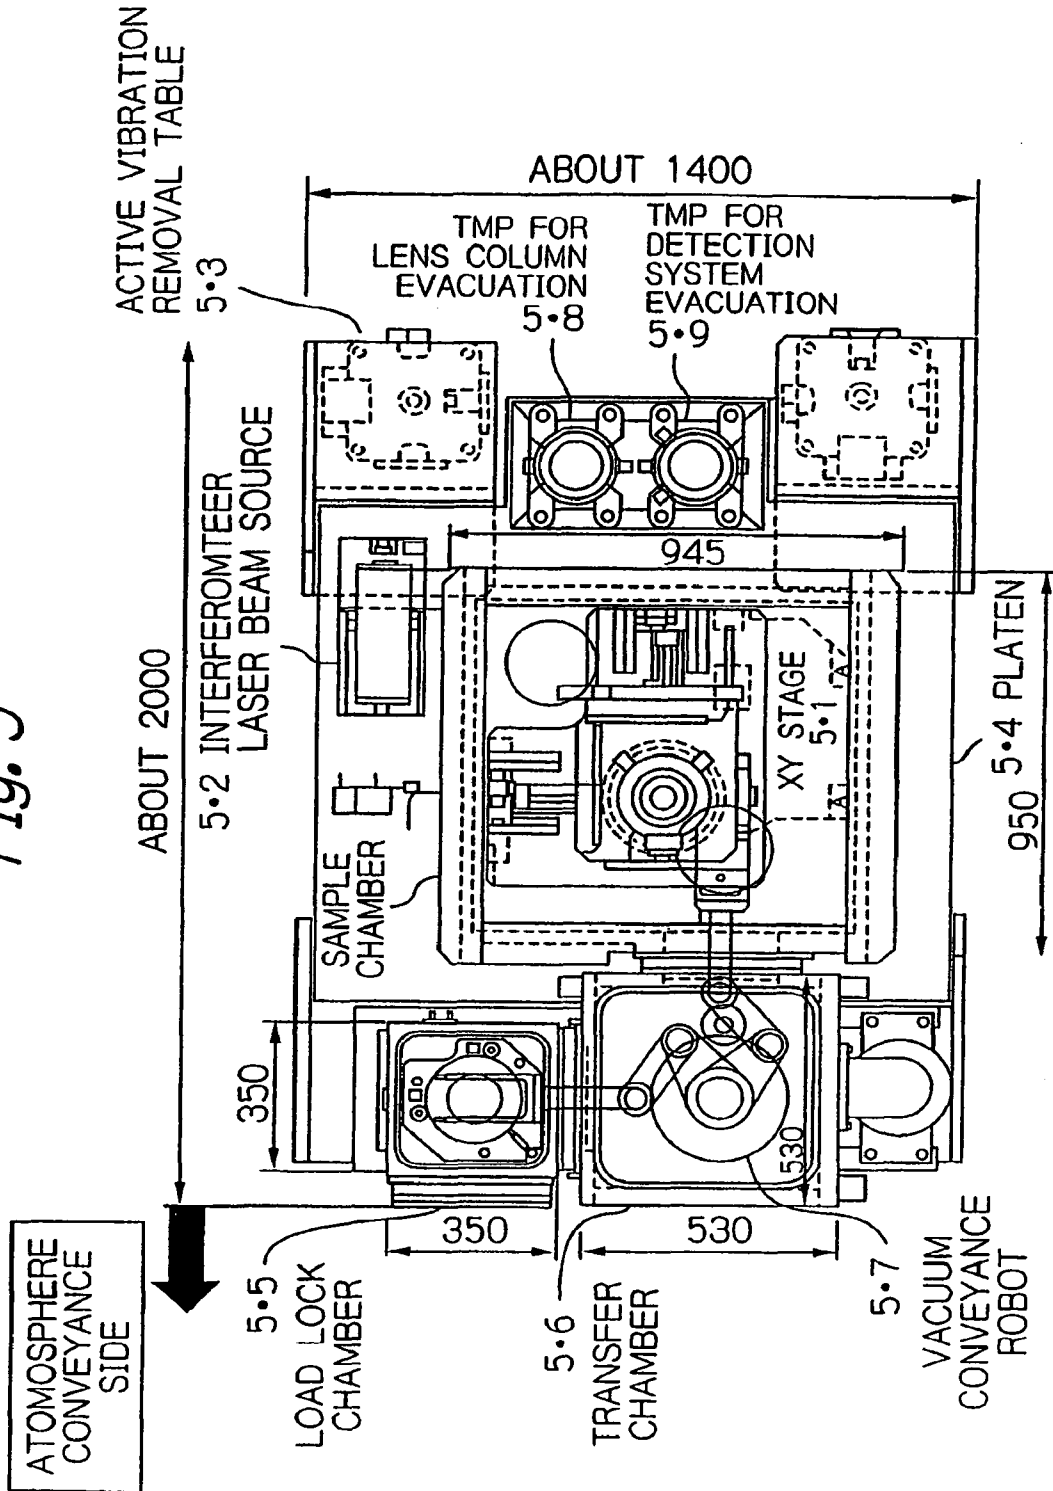 Fig. 5
ATOMOSPHERE
CONVEYANCE
SIDE
ABOUT 2000
ACTIVE VIBRATION
REMOVAL TABLE
5•3
5•2 INTERFEROMTEER
LASER BEAM SOURCE
SAMPLE
CHAMBER
ABOUT 1400
TMP FOR
LENS COLUMN
EVACUATION
5•8
TMP FOR
DETECTION
SYSTEM
EVACUATION
5•9
945
XY STAGE
5•1
A
A
950
5•4 PLATEN
350
350
530
530
5•5
LOAD LOCK
CHAMBER
5•6
TRANSFER
CHAMBER
5•7
VACUUM
CONVEYANCE
ROBOT